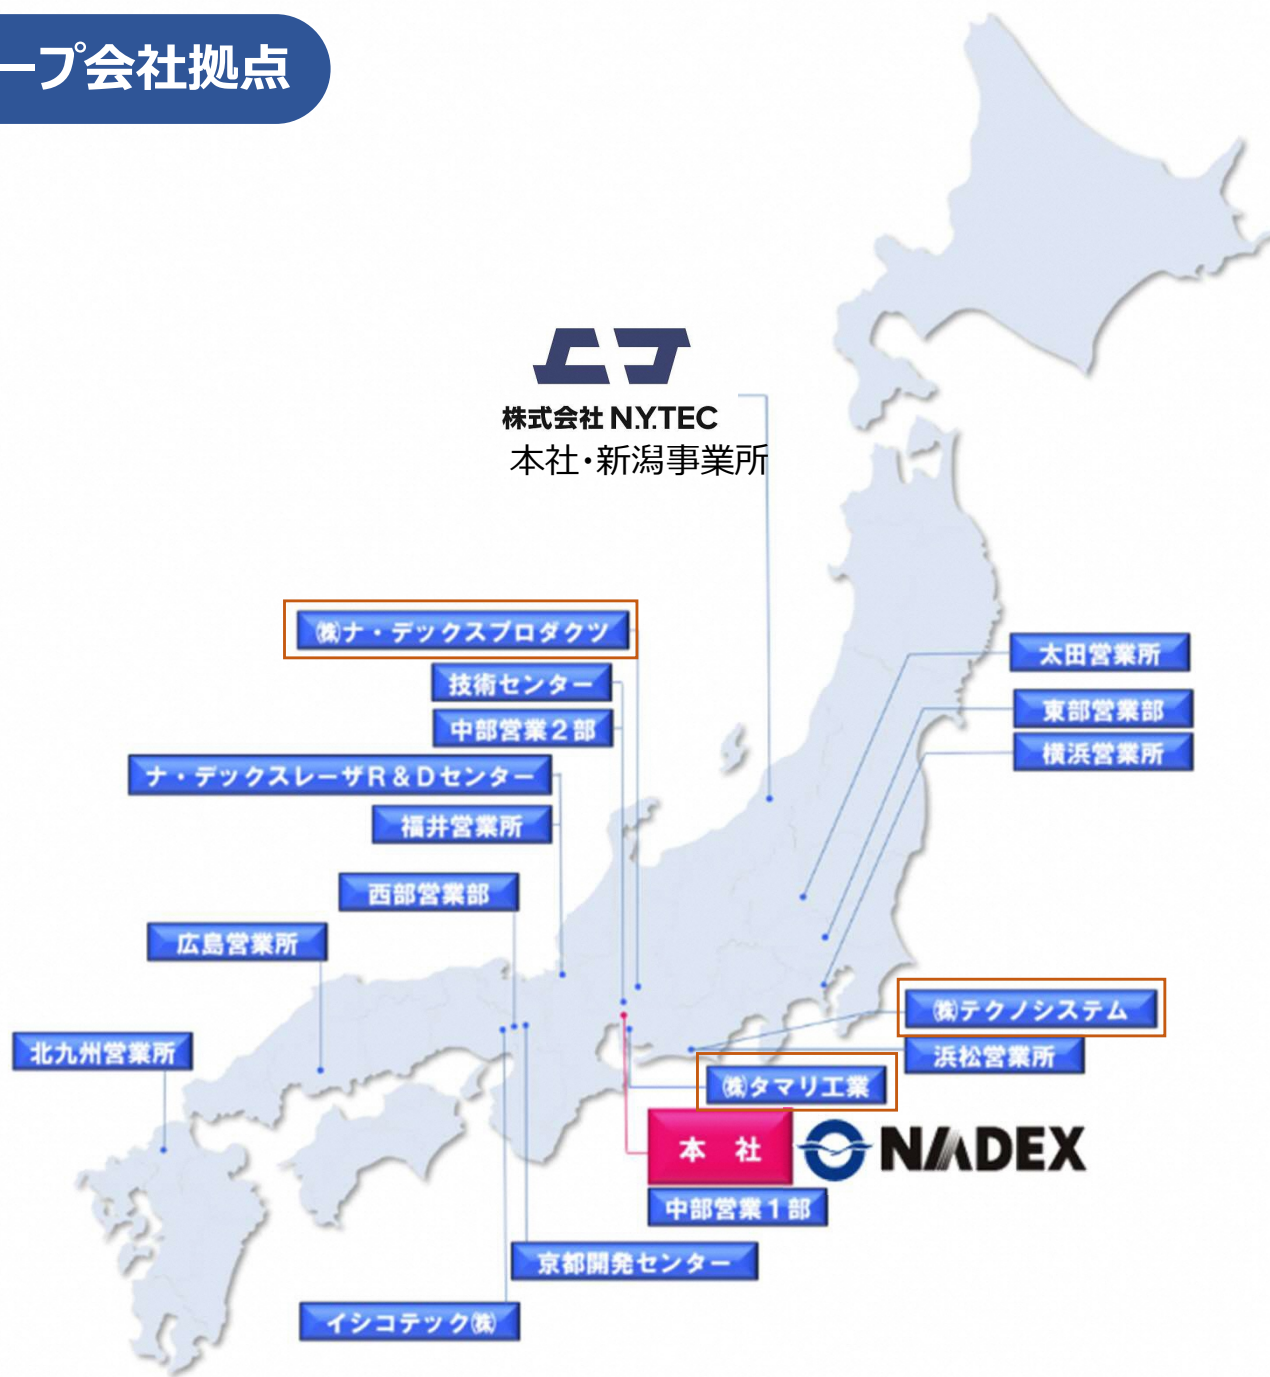 ープ会社拠点
株式会社 N.Y.TEC
本社・新潟事業所
㈱ナ・デックスプロダクツ
技術センター
中部営業2部
ナ・デックスレーザR&Dセンター
福井営業所
西部営業部
広島営業所
北九州営業所
太田営業所
東部営業部
横浜営業所
㈱テクノシステム
浜松営業所
㈱タマリ工業
本 社
NADEX
中部営業1部
京都開発センター
イシコテック㈱